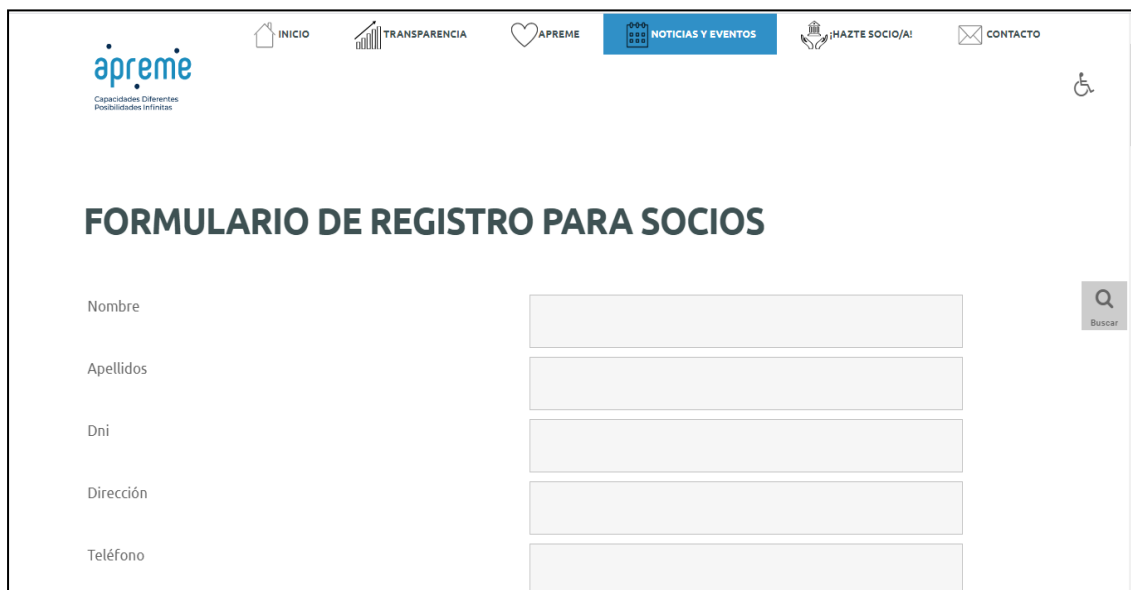 INICIO
TRANSPARENCIA
APREME
NOTICIAS Y EVENTOS
¡HAZTE SOCIO/A!
CONTACTO
apreme
Capacidades Diferentes
Posibilidades Infinitas
FORMULARIO DE REGISTRO PARA SOCIOS
Nombre
Buscar
Apellidos
Dni
Dirección
Teléfono